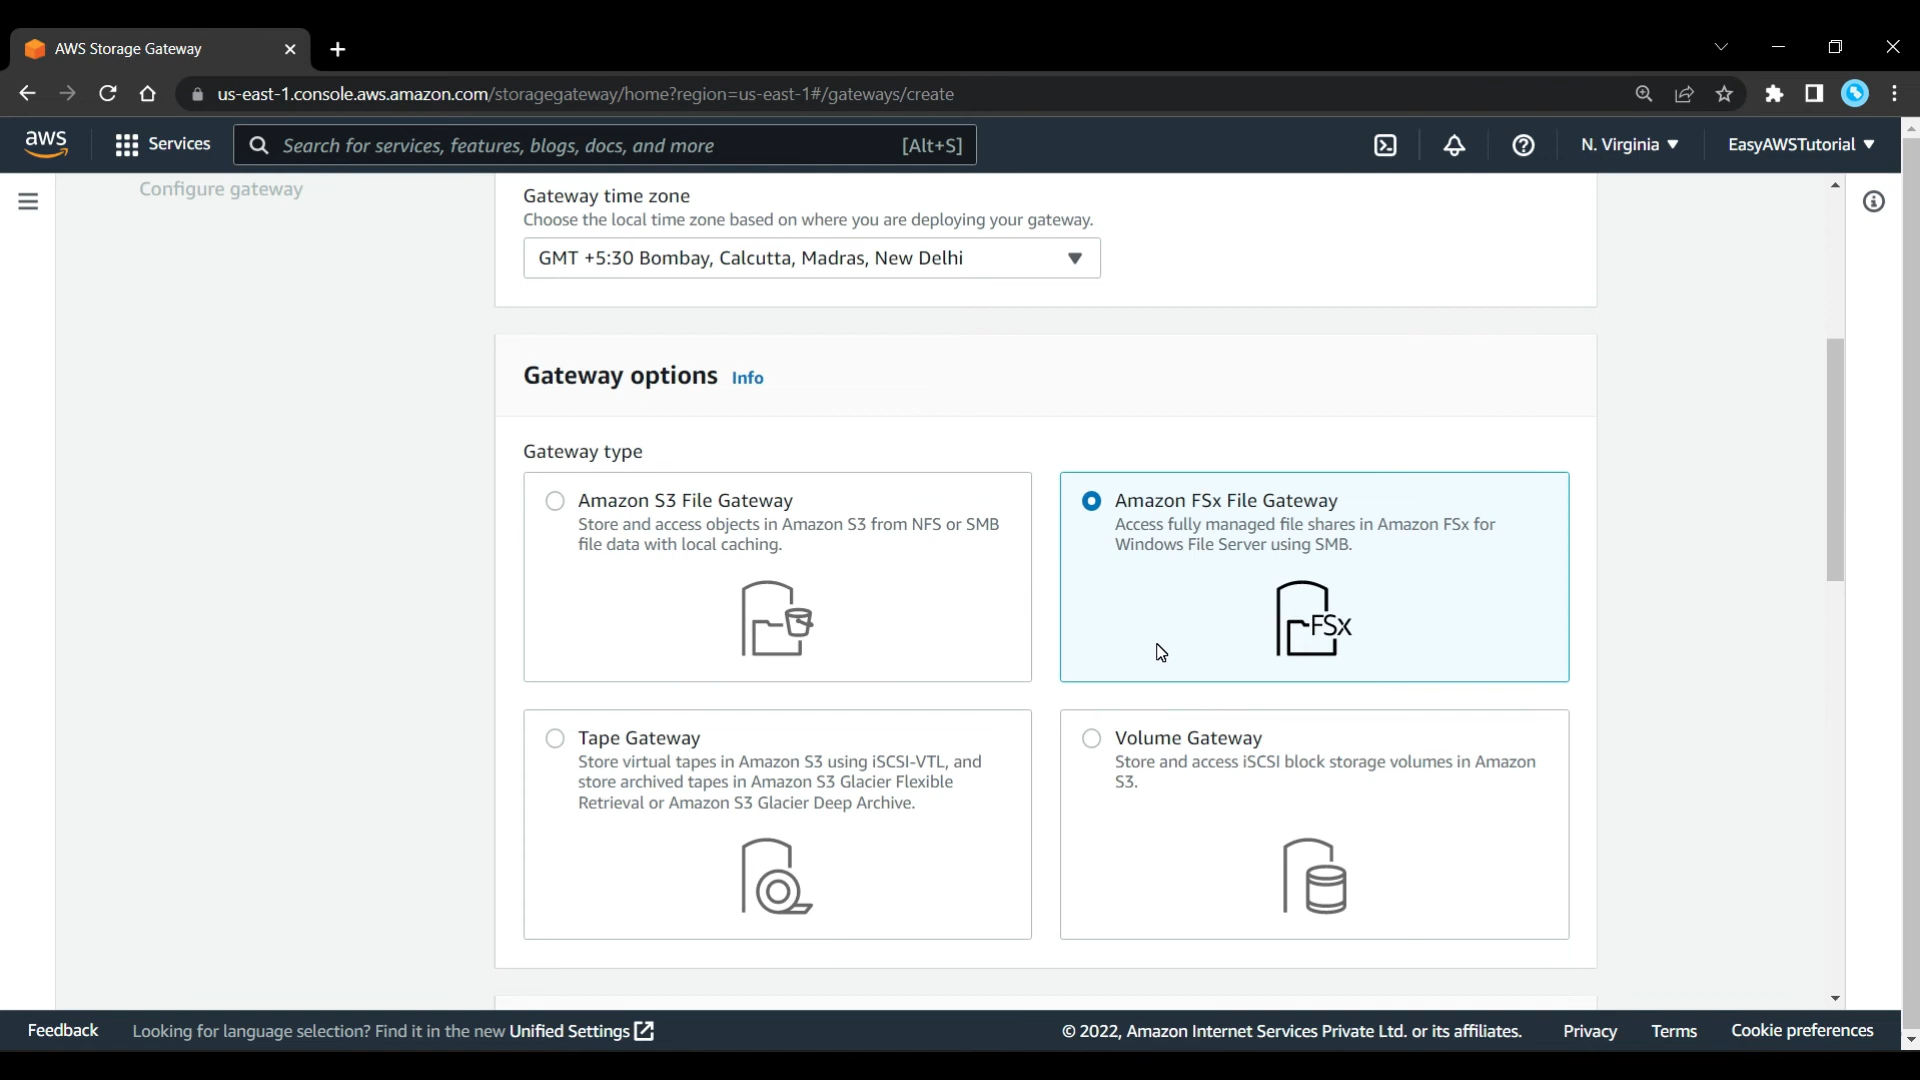 AWS Storage Gateway
us-east-1.console.aws.amazon.com/storagegateway/home?region=us-east-1#/gateways/create
aws
Services
Search for services, features, blogs, docs, and more
[Alt+S]
N. Virginia
EasyAWSTutorial
Configure gateway
Gateway time zone
Choose the local time zone based on where you are deploying your gateway.
GMT +5:30 Bombay, Calcutta, Madras, New Delhi
Gateway options Info
Gateway type
Amazon S3 File Gateway
Store and access objects in Amazon S3 from NFS or SMB
file data with local caching.
Amazon FSx File Gateway
Access fully managed file shares in Amazon FSx for
Windows File Server using SMB.
FSx
Tape Gateway
Store virtual tapes in Amazon S3 using iSCSI-VTL, and
store archived tapes in Amazon S3 Glacier Flexible
Retrieval or Amazon S3 Glacier Deep Archive.
Volume Gateway
Store and access iSCSI block storage volumes in Amazon
S3.
Feedback
Looking for language selection? Find it in the new Unified Settings
© 2022, Amazon Internet Services Private Ltd. or its affiliates.
Privacy
Terms
Cookie preferences